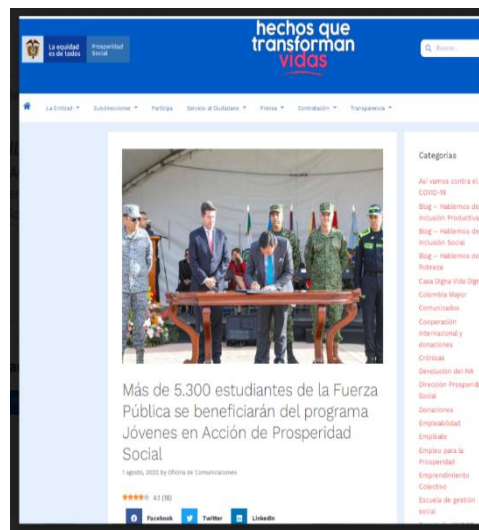 La equidad
es de todos
Prosperidad
Social
hechos que
transforman
vidas
Buscar...
La Entidad
Subdirecciones
Participa
Servicio al Ciudadano
Prensa
Contratación
Transparencia
Más de 5.300 estudiantes de la Fuerza
Pública se beneficiarán del programa
Jóvenes en Acción de Prosperidad
Social
1 agosto, 2022 by Oficina de Comunicaciones
4.1 (18)
Facebook
Twitter
LinkedIn
Categorías
Así vamos contra el
COVID-19
Blog – Hablemos de
Inclusión Productiva
Blog – Hablemos de
Inclusión Social
Blog – Hablemos de
Pobreza
Casa Digna Vida Dign
Colombia Mayor
Comunicados
Cooperación
Internacional y
donaciones
Crónicas
Devolución del IVA
Dirección Prosperid
Social
Donaciones
Empleabilidad
Empléate
Empleo para la
Prosperidad
Emprendimiento
Colectivo
Escuela de gestión
social